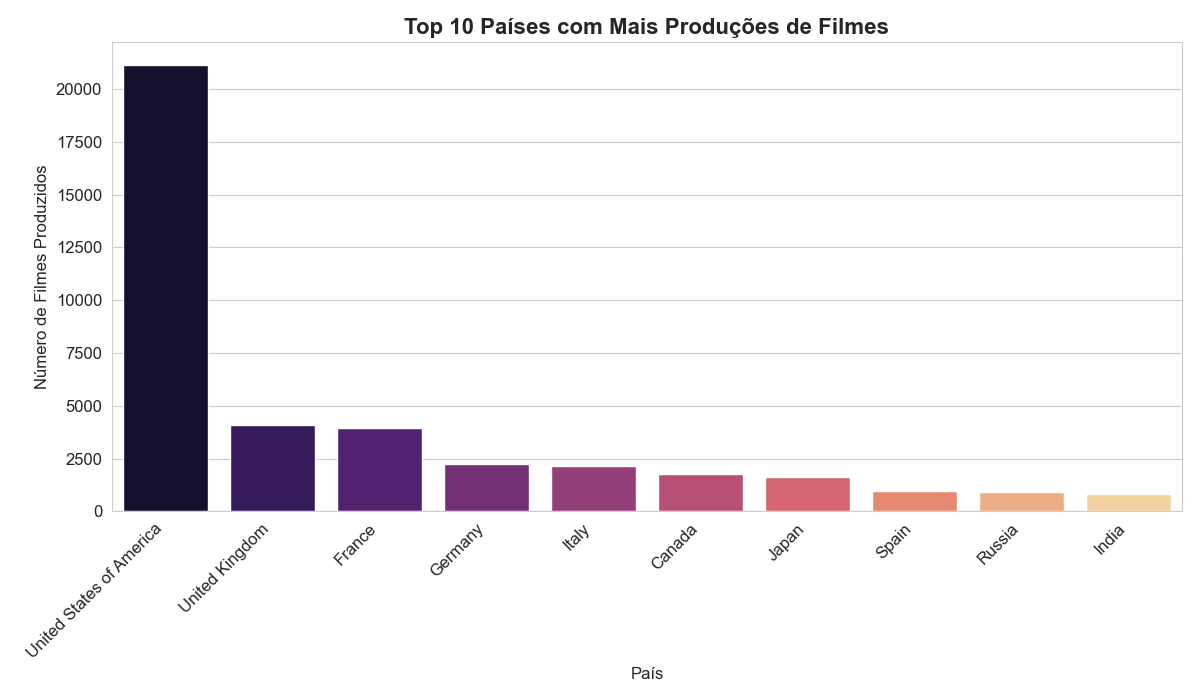 Top 10 Países com Mais Produções de Filmes
Número de Filmes Produzidos
20000
17500
15000
12500
10000
7500
5000
2500
0
United States of America
United Kingdom
France
Germany
Italy
Canada
Japan
Spain
Russia
India
País